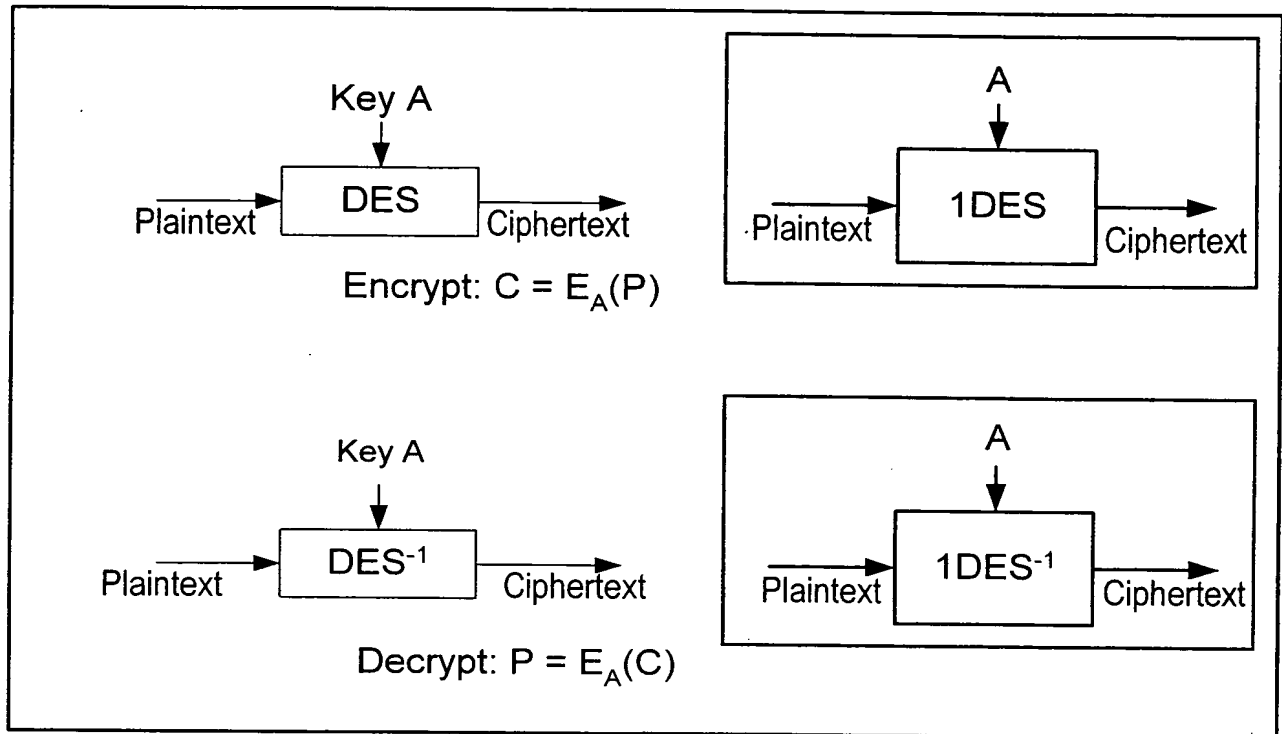 Key A
DES
Plaintext
Ciphertext
Encrypt: C = E_A(P)
A
1DES
Plaintext
Ciphertext
Key A
DES⁻¹
Plaintext
Ciphertext
Decrypt: P = E_A(C)
A
1DES⁻¹
Plaintext
Ciphertext